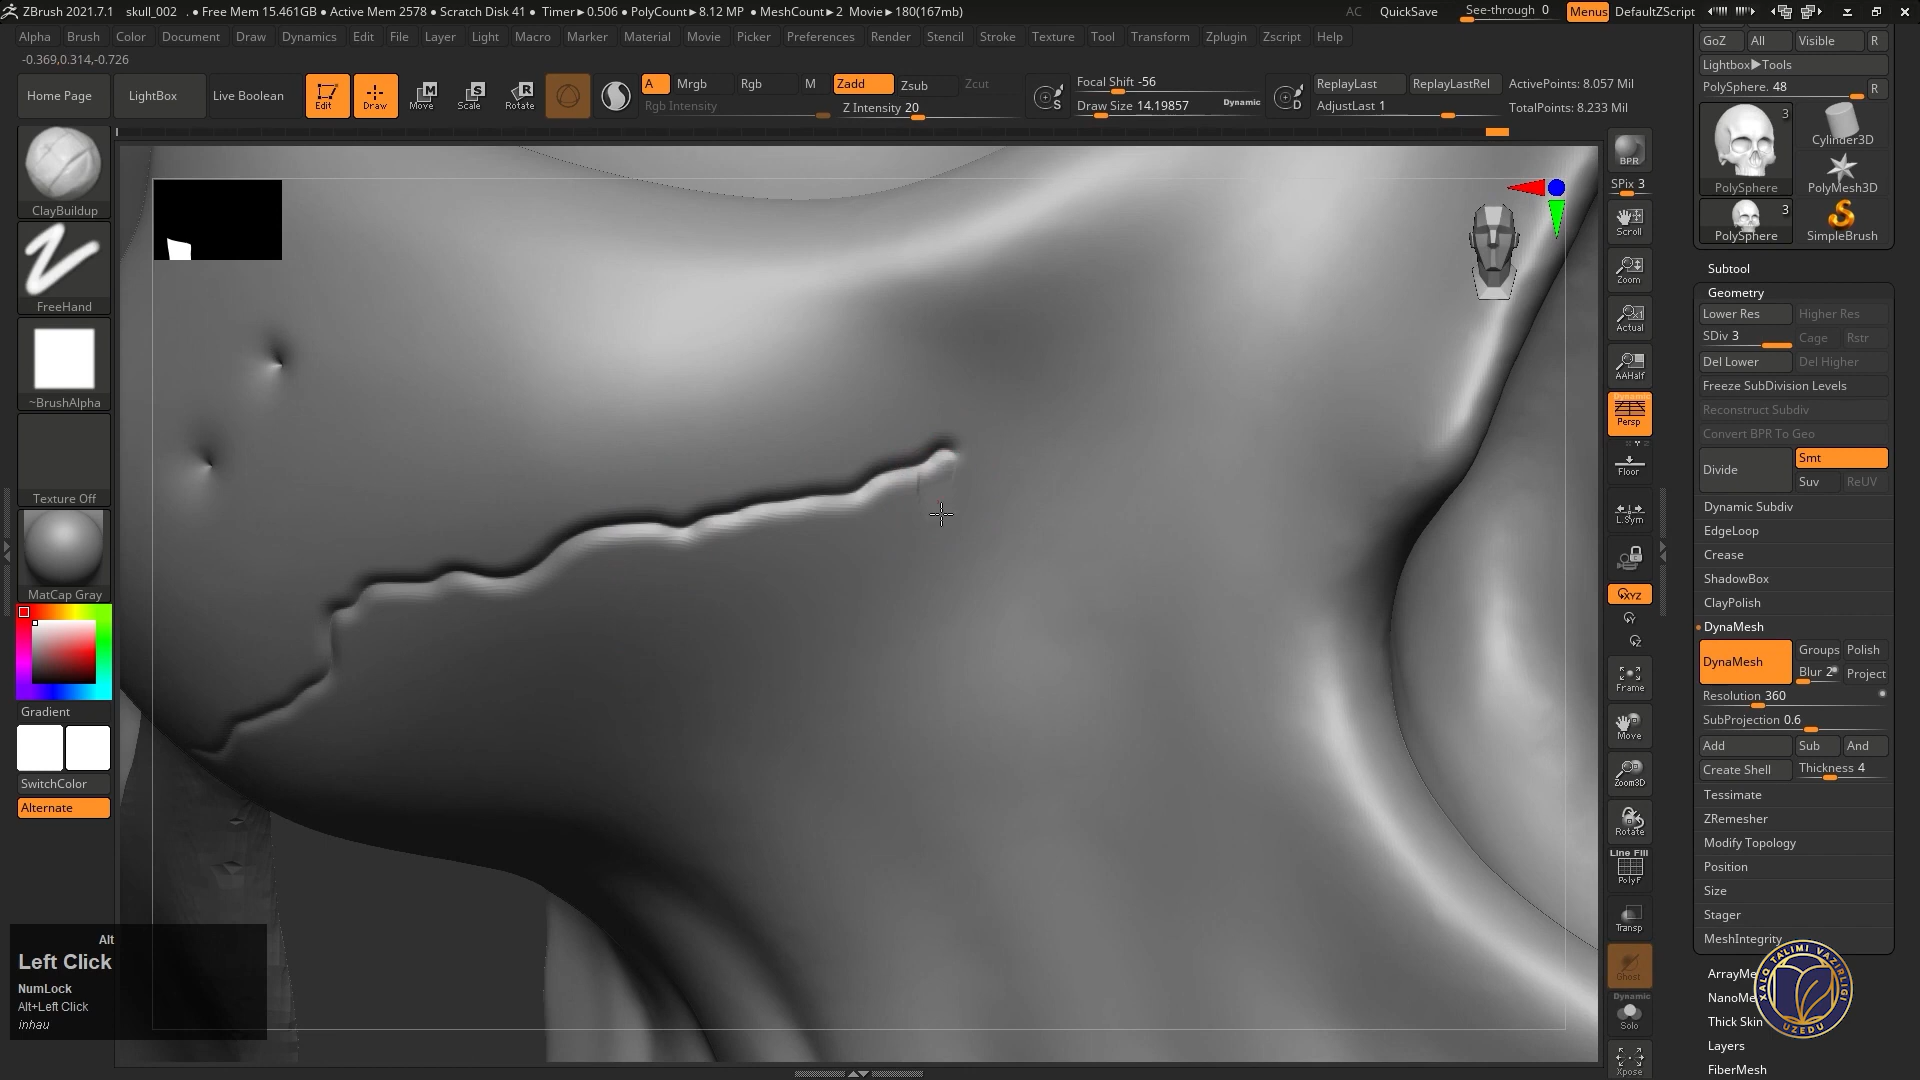 ZBrush 2021.7.1 skull_002 . ● Free Mem 15.461GB ● Active Mem 2578 ● Scratch Disk 41 ● Timer►0.506 ● PolyCount►8.12 MP ● MeshCount►2 Movie►180(167mb) AC QuickSave See-through 0 Menus DefaultZScript
Alpha Brush Color Document Draw Dynamics Edit File Layer Light Macro Marker Material Movie Picker Preferences Render Stencil Stroke Texture Tool Transform Zplugin Zscript Help
-0.369,0.314,-0.726
Home Page LightBox Live Boolean Edit Draw Move Scale Rotate
M S R
A Mrgb Rgb M Zadd Zsub Zcut
Rgb Intensity Z Intensity 20
S Focal Shift -56
Draw Size 14.19857 Dynamic
D ReplayLast ReplayLastRel ActivePoints: 8.057 Mil
AdjustLast 1 TotalPoints: 8.233 Mil
ClayBuildup
FreeHand
~BrushAlpha
Texture Off
MatCap Gray
Gradient
SwitchColor
Alternate
Alt
Left Click
NumLock
Alt+Left Click
inhau
BPR
SPix 3
Scroll
Zoom
Actual
AAHalf
Dynamic
Persp
Floor
L.Sym
XYZ
Y
Z
Frame
Move
Zoom3D
Rotate
Line Fill
PolyF
Transp
Ghost
Dynamic
Solo
Xpose
GoZ All Visible R
Lightbox►Tools
PolySphere. 48 R
3
PolySphere Cylinder3D
PolyMesh3D
3
PolySphere SimpleBrush
Subtool
Geometry
Lower Res Higher Res
SDiv 3 Cage Rstr
Del Lower Del Higher
Freeze SubDivision Levels
Reconstruct Subdiv
Convert BPR To Geo
Divide Smt
Suv ReUV
Dynamic Subdiv
EdgeLoop
Crease
ShadowBox
ClayPolish
DynaMesh
DynaMesh Groups Polish
Blur 2 Project
Resolution 360
SubProjection 0.6
Add Sub And
Create Shell Thickness 4
Tessimate
ZRemesher
Modify Topology
Position
Size
Stager
MeshIntegrity
ArrayMe
NanoMe
Thick Skin
Layers
FiberMesh
XALQ TA'LIMI VAZIRLIGI
UZEDU